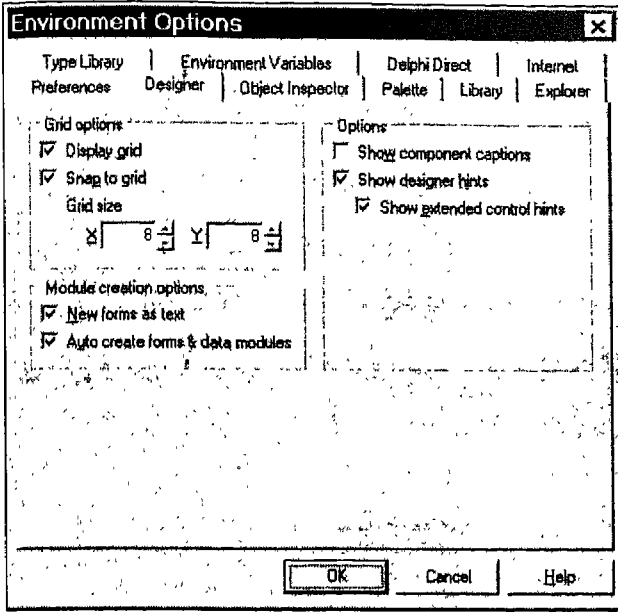 Environment Options
Type Library Environment Variables Delphi Direct Internet
Preferences Designer Object Inspector Palette Library Explorer
Grid options
Display grid
Snap to grid
Grid size
X 8 Y 8
Module creation options
New forms as text
Auto create forms & data modules
Options
Show component captions
Show designer hints
Show extended control hints
OK Cancel Help